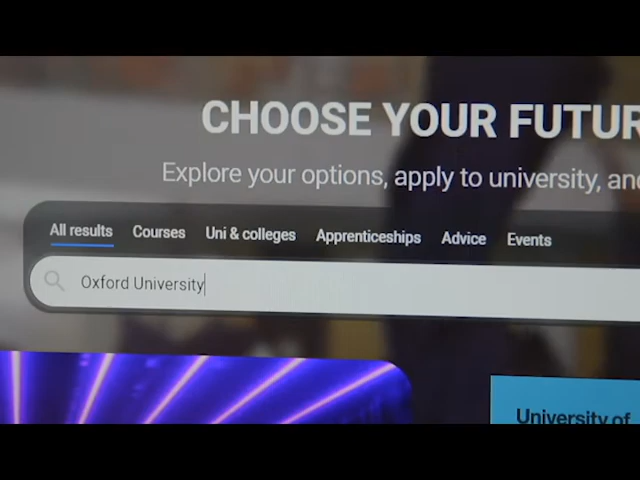 CHOOSE YOUR FUTUR
Explore your options, apply to university, an
All results Courses Uni & colleges Apprenticeships Advice Events
Oxford University
University of